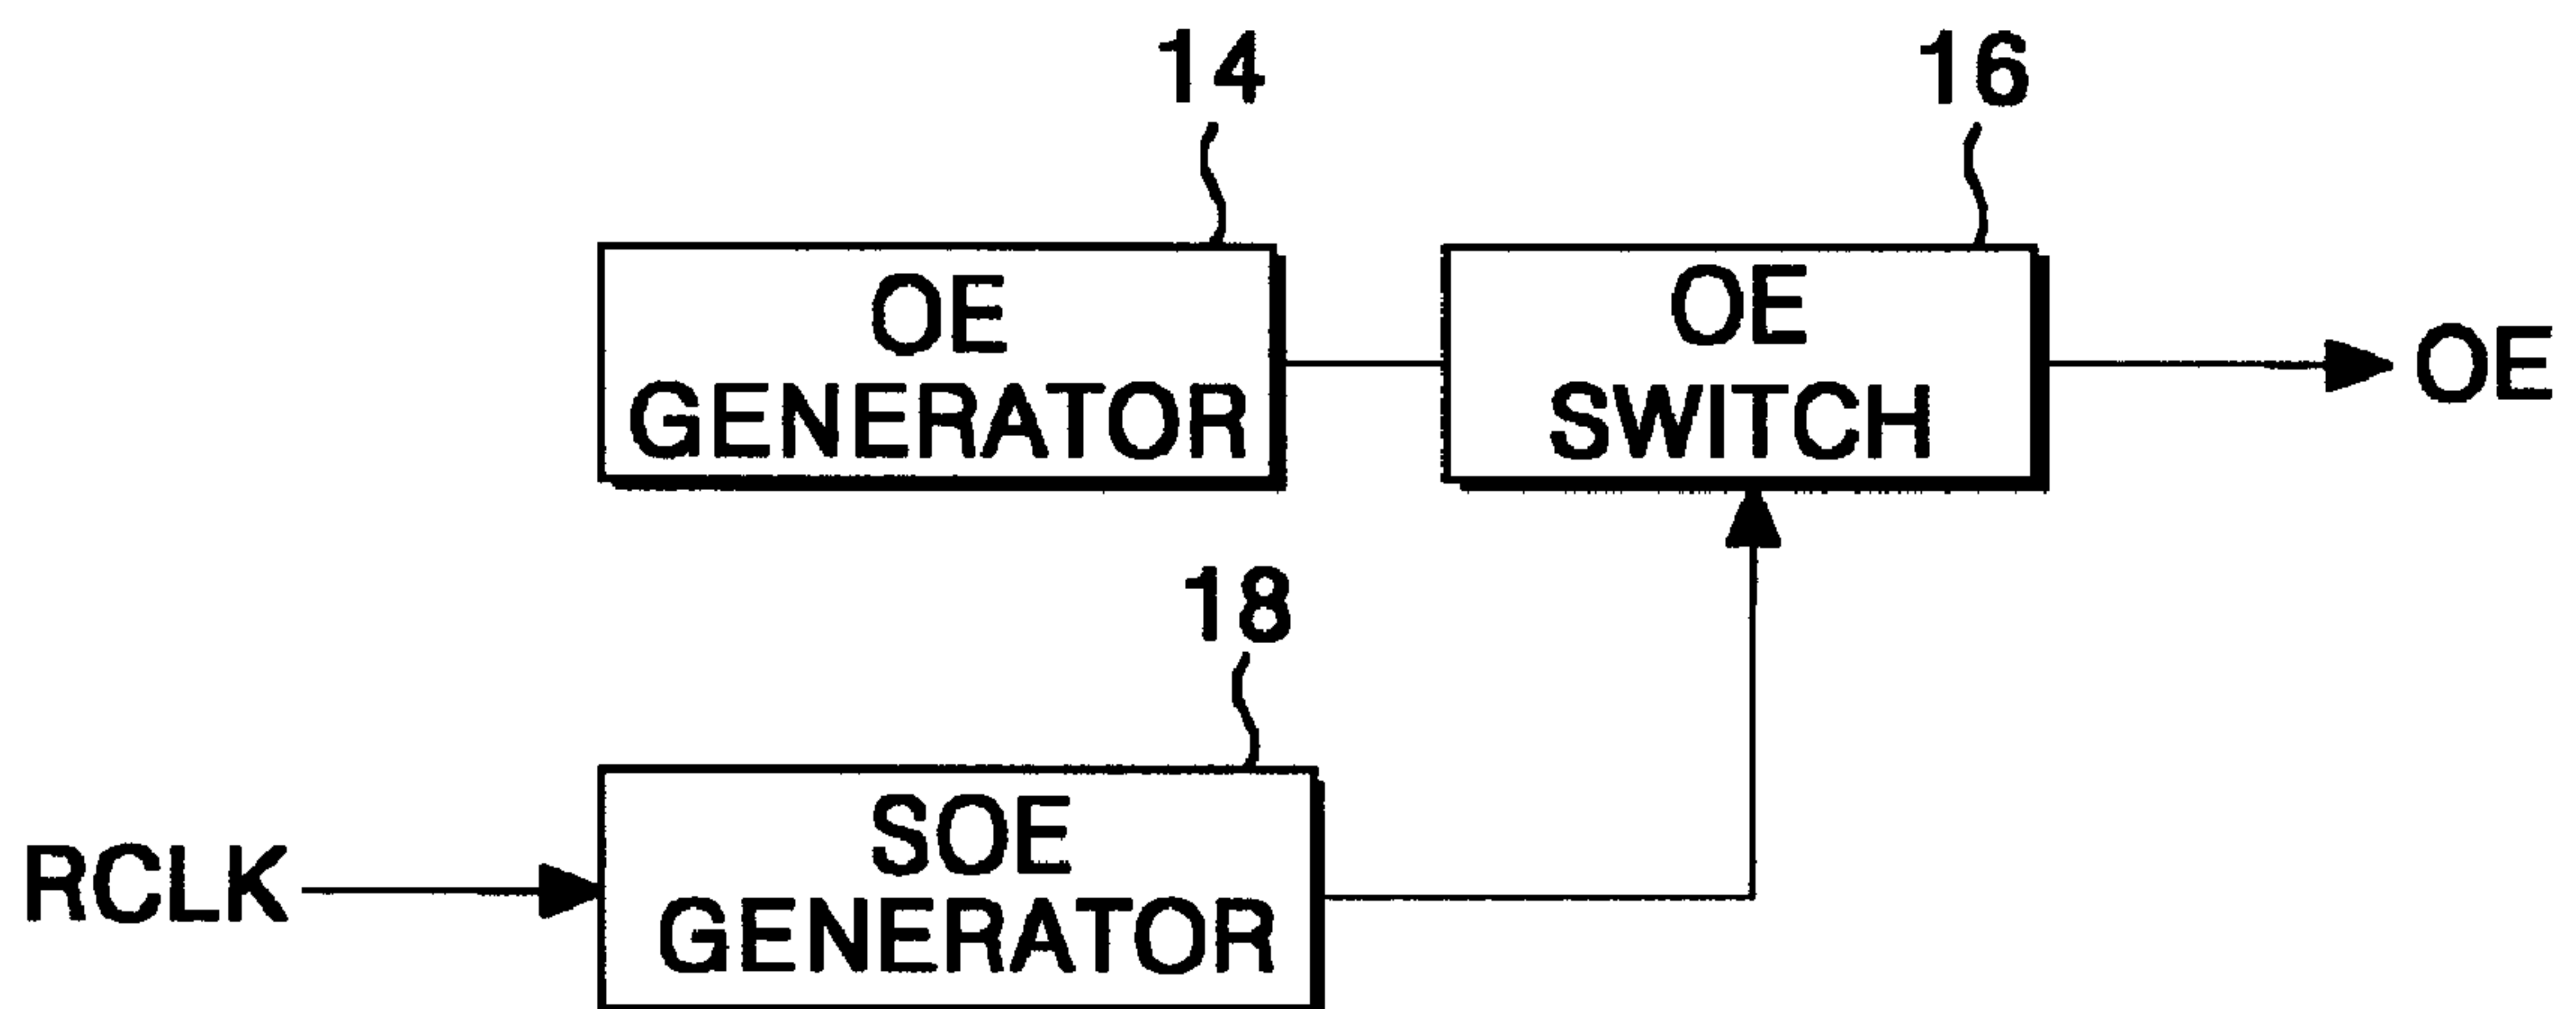 14
16
OE
GENERATOR
OE
SWITCH
OE
18
RCLK
SOE
GENERATOR